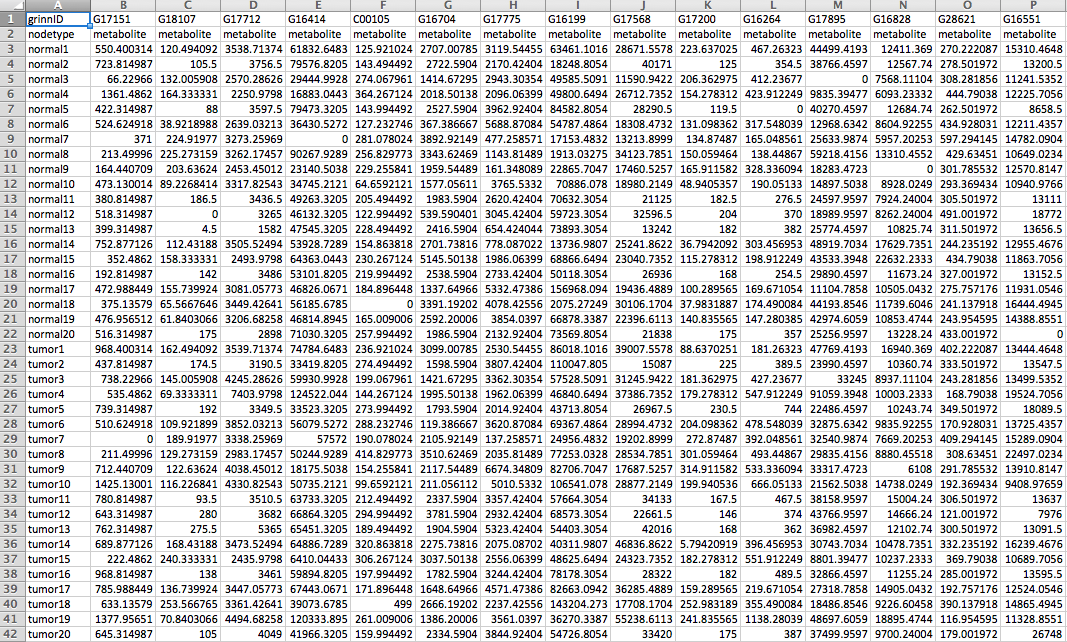 A B C D E F G H I J K L M N O P
1 grinnID G17151 G18107 G17712 G16414 C00105 G16704 G17775 G16199 G17568 G17200 G16264 G17895 G16828 G28621 G16551
2 nodetype metabolite metabolite metabolite metabolite metabolite metabolite metabolite metabolite metabolite metabolite metabolite metabolite metabolite metabolite metabolite
3 normal1 550.400314 120.494092 3538.71374 61832.6483 125.921024 2707.00785 3119.54455 63461.1016 28671.5578 223.637025 467.26323 44499.4193 12411.369 270.222087 15310.4648
4 normal2 723.814987 105.5 3756.5 79576.8205 143.494492 2722.5904 2170.42404 18248.8054 40171 125 354.5 38766.4597 12567.74 278.501972 13200.5
5 normal3 66.22966 132.005908 2570.28626 29444.9928 274.067961 1414.67295 2943.30354 49585.5091 11590.9422 206.362975 412.23677 0 7568.11104 308.281856 11241.5352
6 normal4 1361.4862 164.333331 2250.9798 16883.0443 364.267124 2018.50138 2096.06399 49800.6494 26712.7352 154.278312 423.912249 9835.39477 6093.23332 444.79038 12225.7056
7 normal5 422.314987 88 3597.5 79473.3205 143.994492 2527.5904 3962.92404 84582.8054 28290.5 119.5 0 40270.4597 12684.74 262.501972 8658.5
8 normal6 524.624918 38.9218988 2639.03213 36430.5272 127.232746 367.386667 5688.87084 54787.4864 18308.4732 131.098362 317.548039 12968.6342 8604.92255 434.928031 12211.4357
9 normal7 371 224.91977 3273.25969 0 281.078024 3892.92149 477.258571 17153.4832 13213.8999 134.87487 165.048561 25633.9874 5957.20253 597.294145 14782.0904
10 normal8 213.49996 225.273159 3262.17457 90267.9289 256.829773 3343.62469 1143.81489 1913.03275 34123.7851 150.059464 138.44867 59218.4156 13310.4552 429.63451 10649.0234
11 normal9 164.440709 203.63624 2453.45012 23140.5038 229.255841 1959.54489 161.348089 22865.7047 17460.5257 165.911582 328.336094 18283.4723 0 301.785532 12570.8147
12 normal10 473.130014 89.2268414 3317.82543 34745.2121 64.6592121 1577.05611 3765.5332 70886.078 18980.2149 48.9405357 190.05133 14897.5038 8928.0249 293.369434 10940.9766
13 normal11 380.814987 186.5 3436.5 49263.3205 205.494492 1983.5904 2620.42404 70632.3054 21125 182.5 276.5 24597.9597 7924.24004 305.501972 13111
14 normal12 518.314987 0 3265 46132.3205 122.994492 539.590401 3045.42404 59723.3054 32596.5 204 370 18989.9597 8262.24004 491.001972 18772
15 normal13 399.314987 4.5 1582 47545.3205 228.494492 2416.5904 654.424044 73893.3054 13242 182 382 25774.4597 10825.74 311.501972 13656.5
16 normal14 752.877126 112.43188 3505.52494 53928.7289 154.863818 2701.73816 778.087022 13736.9807 25241.8622 36.7942092 303.456953 48919.7034 17629.7351 244.235192 12955.4676
17 normal15 352.4862 158.333331 2493.9798 64363.0443 230.267124 5145.50138 1986.06399 68866.6494 23040.7352 115.278312 198.912249 43533.3948 22632.2333 434.79038 11863.7056
18 normal16 192.814987 142 3486 53101.8205 219.994492 2538.5904 2733.42404 50118.3054 26936 168 254.5 29890.4597 11673.24 327.001972 13152.5
19 normal17 472.988449 155.739924 3081.05773 46826.0671 184.896448 1337.64966 5332.47386 156968.094 19436.4889 100.289565 169.671054 11104.7858 10505.0432 275.757176 11931.0546
20 normal18 375.13579 65.5667646 3449.42641 56185.6785 0 3391.19202 4078.42556 2075.27249 30106.1704 37.9831887 174.490084 44193.8546 11739.6046 241.137918 16444.4945
21 normal19 476.956512 61.8403066 3206.68258 46814.8945 165.009006 2592.20006 3854.0397 66878.3387 22396.6113 140.835565 147.280385 42974.6059 10853.4744 243.954595 14388.8551
22 normal20 516.314987 175 2898 71030.3205 257.994492 1986.5904 2132.92404 73569.8054 21838 175 357 25256.9597 13228.24 433.001972 0
23 tumor1 968.400314 162.494092 3539.71374 74784.6483 236.921024 3099.00785 2530.54455 86018.1016 39007.5578 88.6370251 181.26323 47769.4193 16940.369 402.222087 13444.4648
24 tumor2 437.814987 174.5 3190.5 33419.8205 274.494492 1598.5904 3807.42404 110047.805 15087 225 389.5 23990.4597 10360.74 333.501972 13547.5
25 tumor3 738.22966 145.005908 4245.28626 59930.9928 199.067961 1421.67295 3362.30354 57528.5091 31245.9422 181.362975 427.23677 33245 8937.11104 243.281856 13499.5352
26 tumor4 535.4862 69.3333311 7403.9798 124522.044 144.267124 1995.50138 1962.06399 46840.6494 37386.7352 179.278312 547.912249 91059.3948 10003.2333 168.79038 19524.7056
27 tumor5 739.314987 192 3349.5 33523.3205 273.994492 1793.5904 2014.92404 43713.8054 26967.5 230.5 744 22486.4597 10243.74 349.501972 18089.5
28 tumor6 510.624918 109.921899 3852.03213 56079.5272 288.232746 119.386667 3620.87084 69367.4864 28994.4732 204.098362 478.548039 32875.6342 9835.92255 170.928031 13725.4357
29 tumor7 0 189.91977 3338.25969 57572 190.078024 2105.92149 137.258571 24956.4832 19202.8999 272.87487 392.048561 32540.9874 7669.20253 409.294145 15289.0904
30 tumor8 211.49996 129.273159 2983.17457 50244.9289 414.829773 3510.62469 2035.81489 77253.0328 28534.7851 301.059464 493.44867 29835.4156 8880.45518 308.63451 22497.0234
31 tumor9 712.440709 122.63624 4038.45012 18175.5038 154.255841 2117.54489 6674.34809 82706.7047 17687.5257 314.911582 533.336094 33317.4723 6108 291.785532 13910.8147
32 tumor10 1425.13001 116.226841 4330.82543 50735.2121 99.6592121 211.056112 5010.5332 106541.078 28877.2149 199.940536 666.05133 21562.5038 14738.0249 192.369434 9408.97659
33 tumor11 780.814987 93.5 3510.5 63733.3205 212.494492 2337.5904 3357.42404 57664.3054 34133 167.5 467.5 38158.9597 15004.24 306.501972 13637
34 tumor12 643.314987 280 3682 66864.3205 294.994492 3781.5904 2932.42404 68573.3054 22661.5 146 374 43766.9597 14666.24 121.001972 7976
35 tumor13 762.314987 275.5 5365 65451.3205 189.494492 1904.5904 5323.42404 54403.3054 42016 168 362 36982.4597 12102.74 300.501972 13091.5
36 tumor14 689.877126 168.43188 3473.52494 64886.7289 320.863818 2275.73816 2075.08702 40311.9807 46836.8622 5.79420919 396.456953 30743.7034 10478.7351 332.235192 16239.4676
37 tumor15 222.4862 240.333331 2435.9798 6410.04433 306.267124 3037.50138 2556.06399 48625.6494 24323.7352 182.278312 551.912249 8801.39477 10237.2333 369.79038 10689.7056
38 tumor16 968.814987 138 3461 59894.8205 197.994492 1782.5904 3244.42404 78178.3054 28322 182 489.5 32866.4597 11255.24 285.001972 13595.5
39 tumor17 785.988449 136.739924 3447.05773 67443.0671 171.896448 1648.64966 4571.47386 82663.0942 36285.4889 159.289565 219.671054 27318.7858 14905.0432 192.757176 12524.0546
40 tumor18 633.13579 253.566765 3361.42641 39073.6785 499 2666.19202 2237.42556 143204.273 17708.1704 252.983189 355.490084 18486.8546 9226.60458 390.137918 14865.4945
41 tumor19 1377.95651 70.8403066 4494.68258 120333.895 261.009006 1386.20006 3561.0397 36270.3387 55238.6113 241.835565 1138.28039 48697.6059 18895.4744 116.954595 11328.8551
42 tumor20 645.314987 105 4049 41966.3205 159.994492 2334.5904 3844.92404 54726.8054 33420 175 387 37499.9597 9700.24004 179.001972 26748